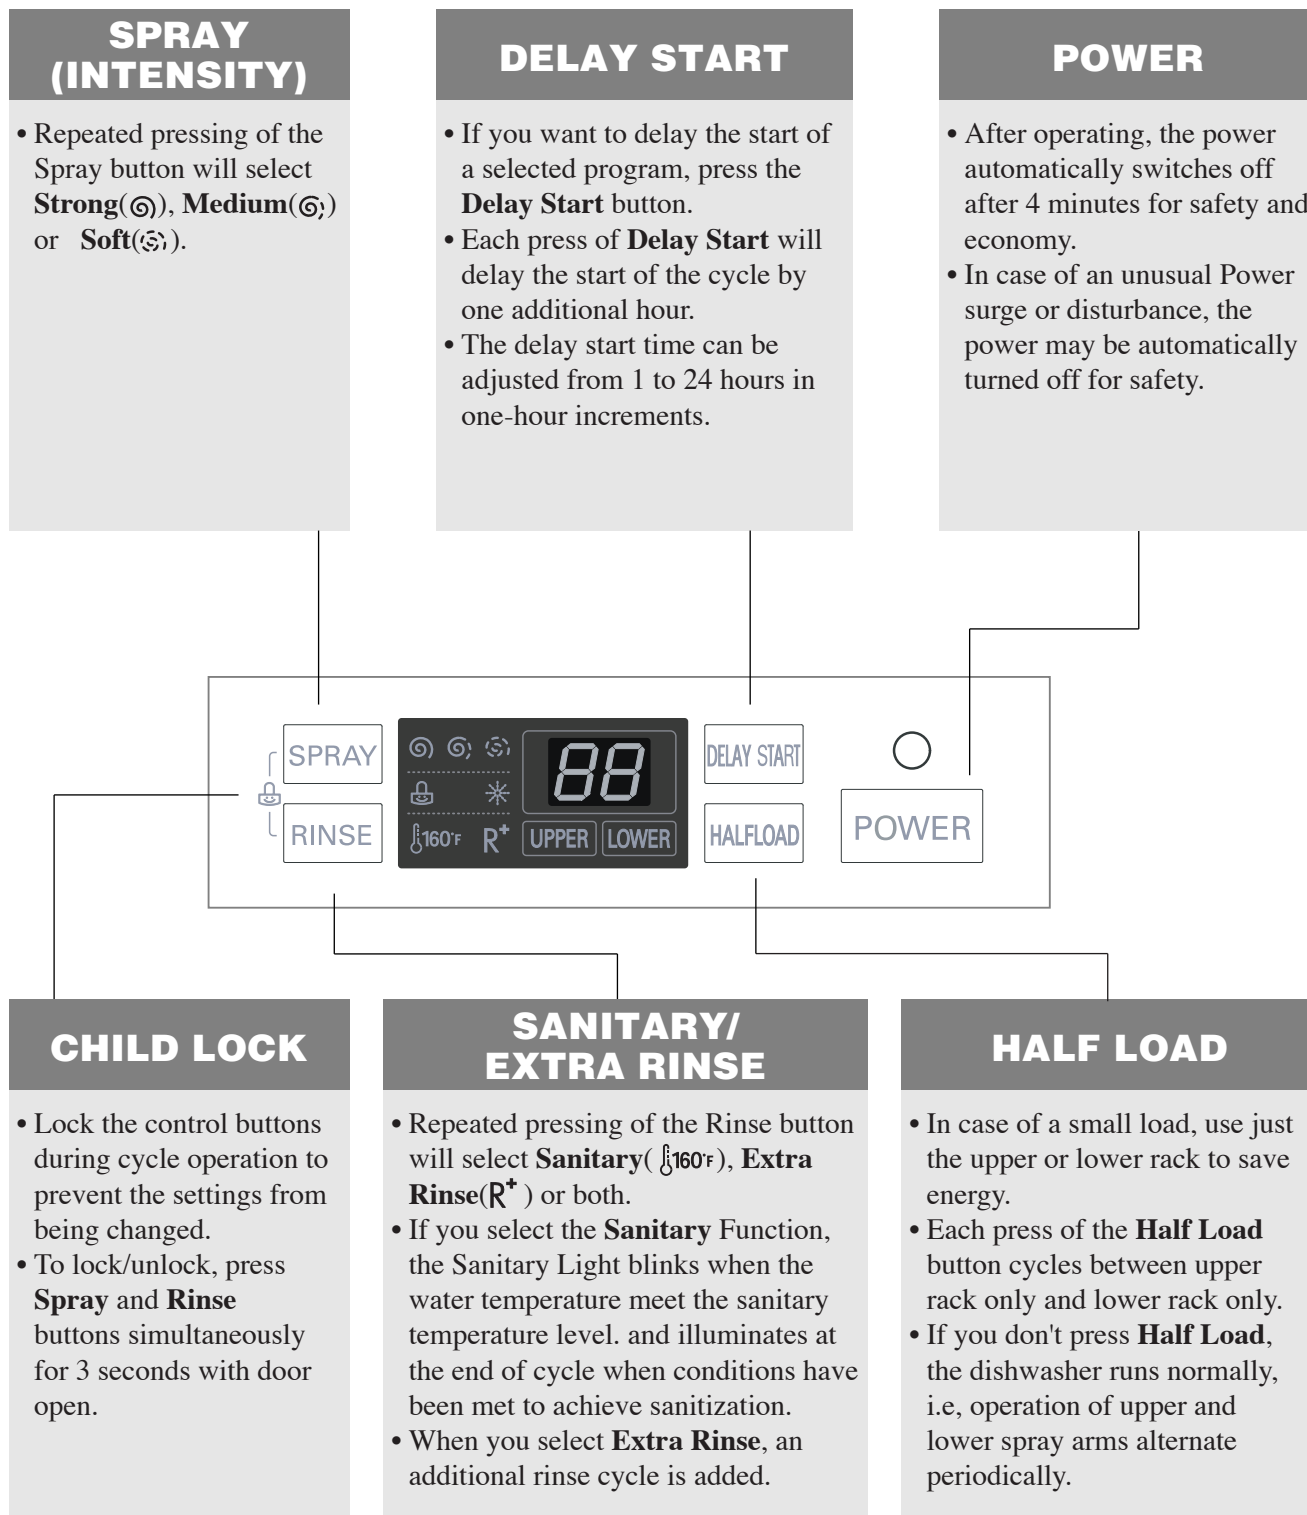 SPRAY
(INTENSITY)
• Repeated pressing of the
Spray button will select
Strong( ), Medium( )
or Soft( ).
DELAY START
• If you want to delay the start of
a selected program, press the
Delay Start button.
• Each press of Delay Start will
delay the start of the cycle by
one additional hour.
• The delay start time can be
adjusted from 1 to 24 hours in
one-hour increments.
POWER
• After operating, the power
automatically switches off
after 4 minutes for safety and
economy.
• In case of an unusual Power
surge or disturbance, the
power may be automatically
turned off for safety.
SPRAY
RINSE
88
160°F R+ UPPER LOWER
DELAY START
HALFLOAD
POWER
CHILD LOCK
• Lock the control buttons
during cycle operation to
prevent the settings from
being changed.
• To lock/unlock, press
Spray and Rinse
buttons simultaneously
for 3 seconds with door
open.
SANITARY/
EXTRA RINSE
• Repeated pressing of the Rinse button
will select Sanitary( 160°F), Extra
Rinse(R+ ) or both.
• If you select the Sanitary Function,
the Sanitary Light blinks when the
water temperature meet the sanitary
temperature level. and illuminates at
the end of cycle when conditions have
been met to achieve sanitization.
• When you select Extra Rinse, an
additional rinse cycle is added.
HALF LOAD
• In case of a small load, use just
the upper or lower rack to save
energy.
• Each press of the Half Load
button cycles between upper
rack only and lower rack only.
• If you don't press Half Load,
the dishwasher runs normally,
i.e, operation of upper and
lower spray arms alternate
periodically.